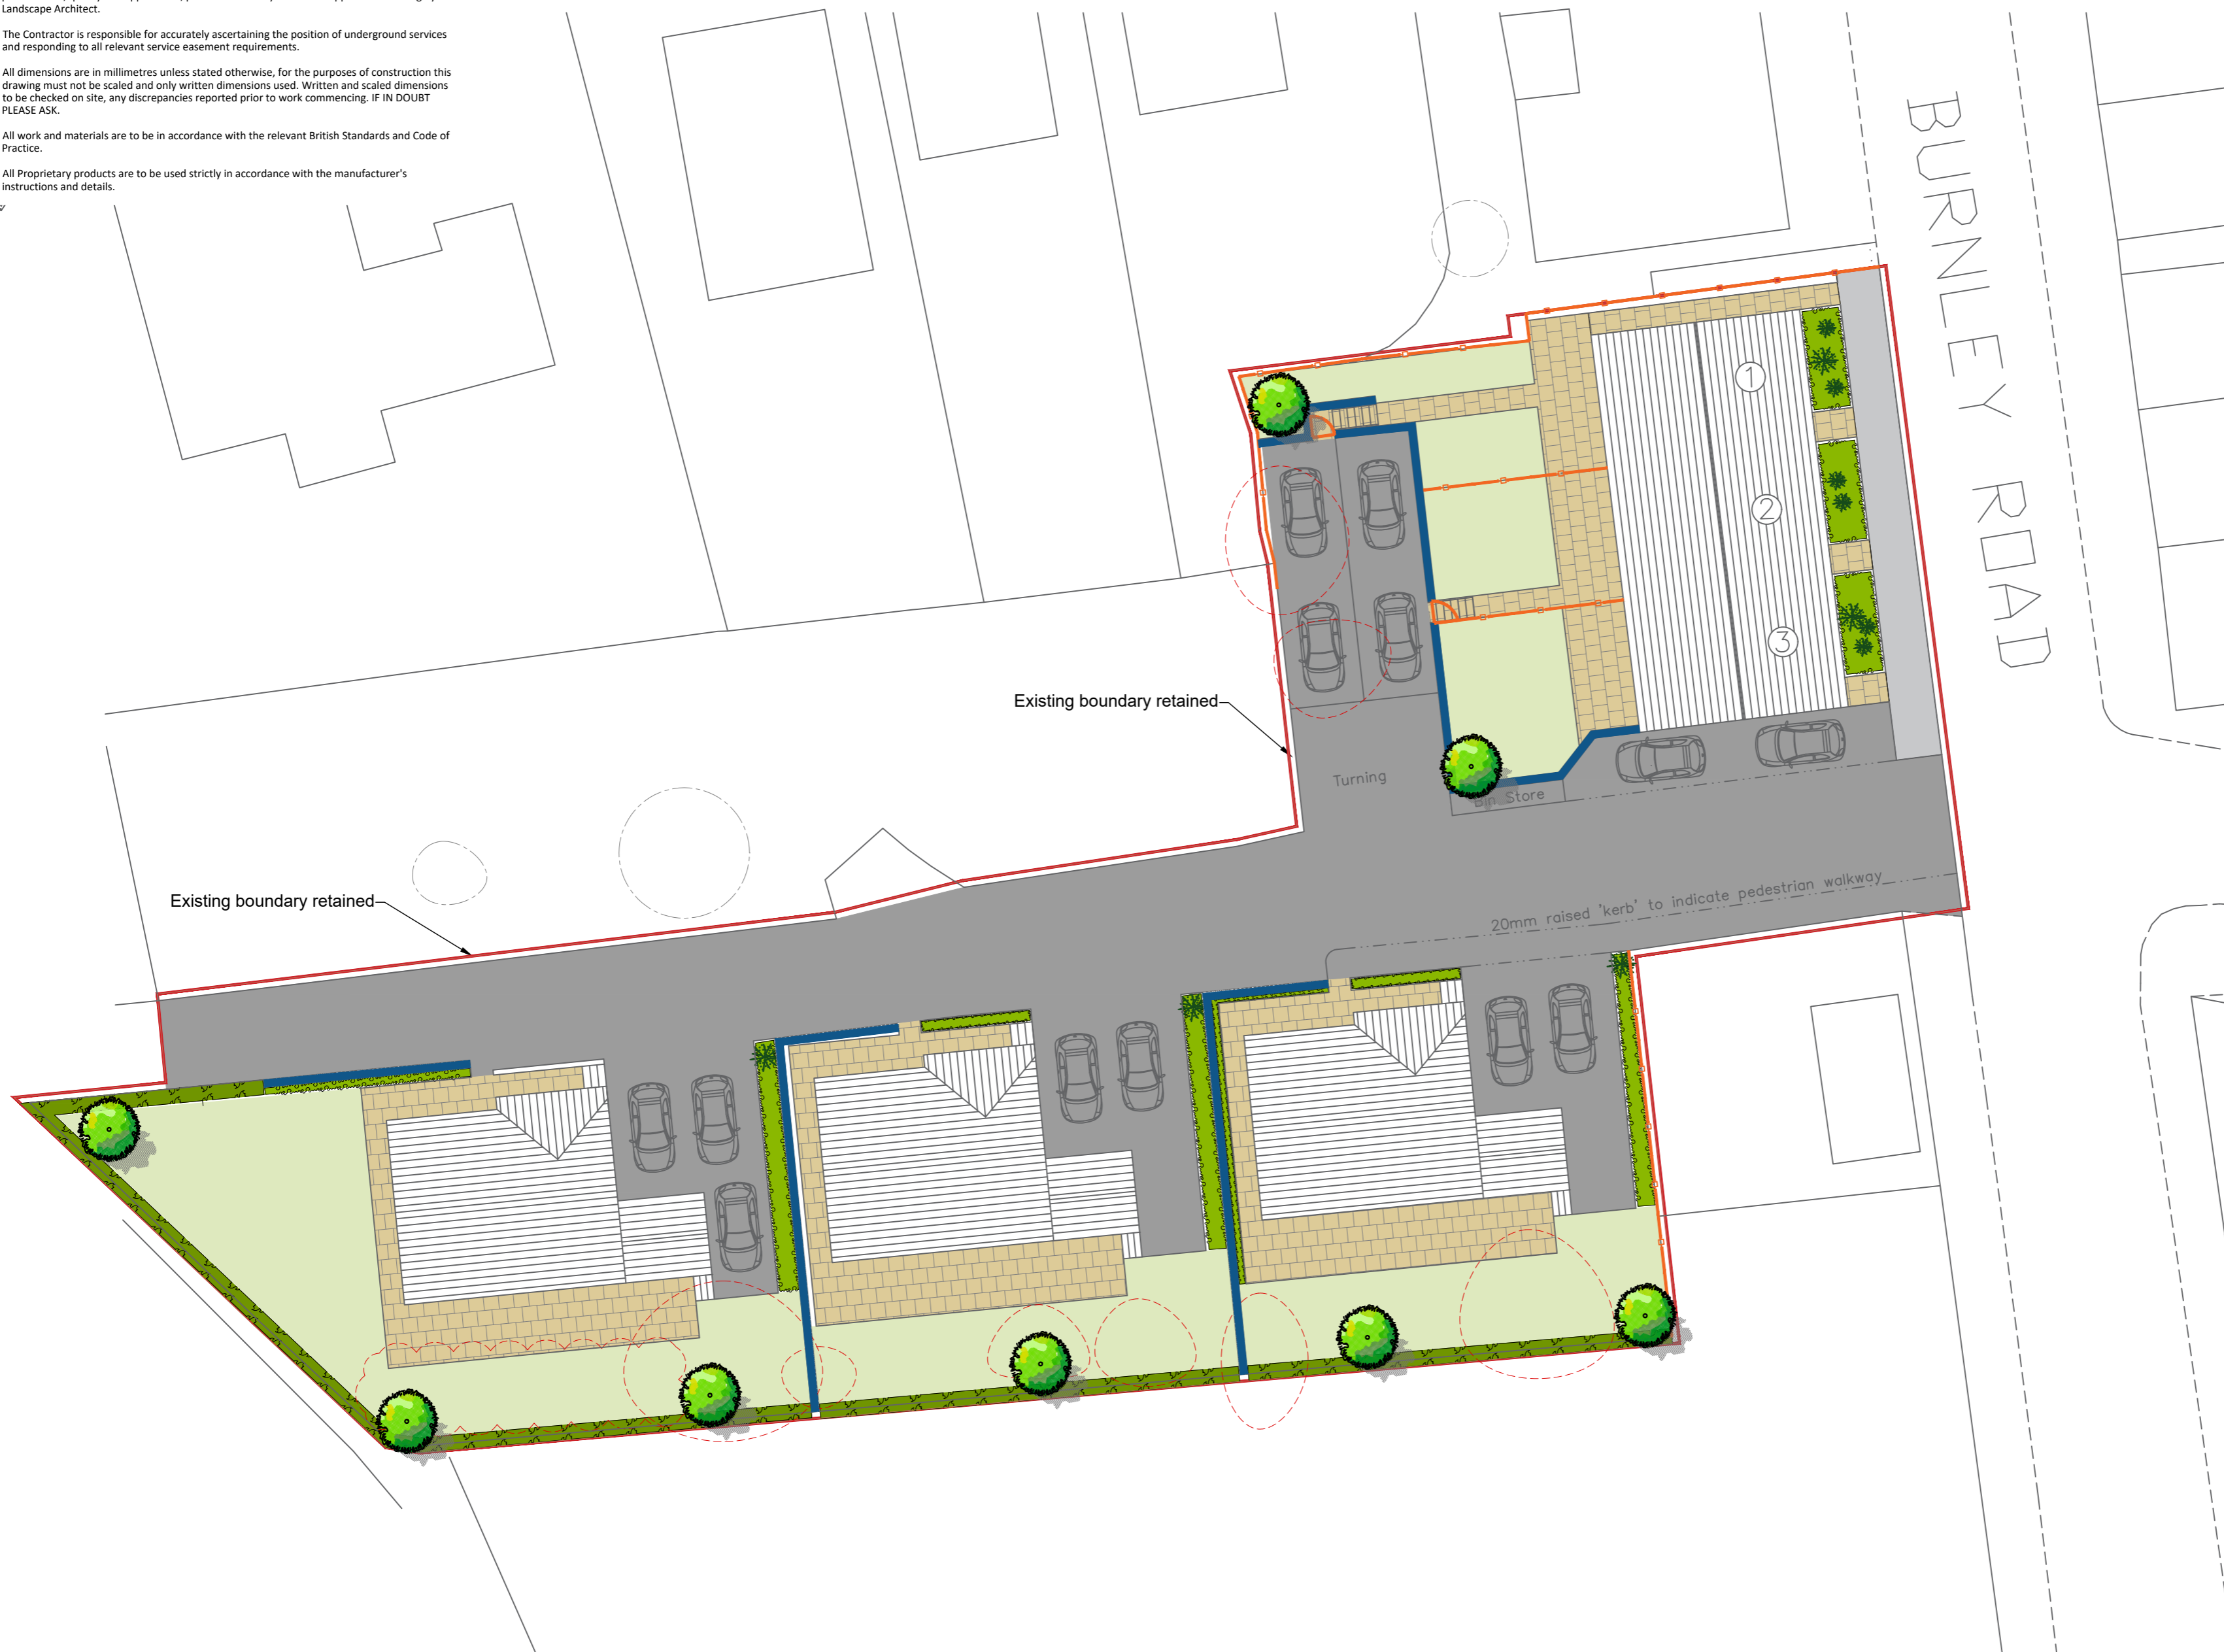 Landscape Architect.
The Contractor is responsible for accurately ascertaining the position of underground services
and responding to all relevant service easement requirements.
All dimensions are in millimetres unless stated otherwise, for the purposes of construction this
drawing must not be scaled and only written dimensions used. Written and scaled dimensions
to be checked on site, any discrepancies reported prior to work commencing. IF IN DOUBT
PLEASE ASK.
All work and materials are to be in accordance with the relevant British Standards and Code of
Practice.
All Proprietary products are to be used strictly in accordance with the manufacturer's
instructions and details.
BURNLEY ROAD
1
2
3
Existing boundary retained
Turning
Bin Store
Existing boundary retained
20mm raised 'kerb' to indicate pedestrian walkway